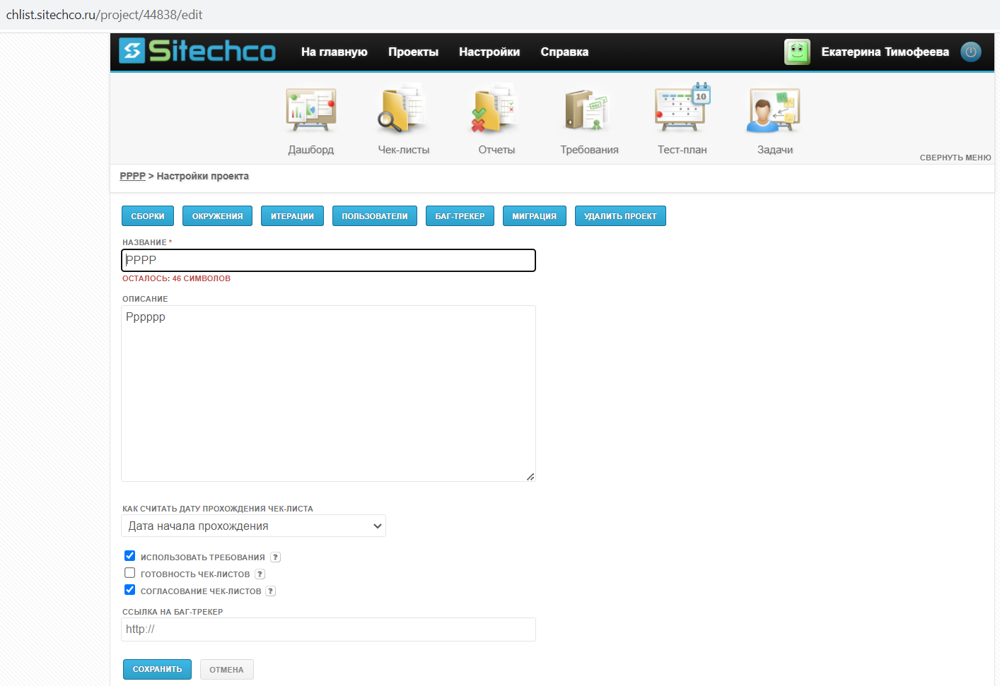 chlist.sitechco.ru/project/44838/edit
Sitechco
На главную Проекты Настройки Справка Екатерина Тимофеева
10
Дашборд Чек-листы Отчеты Требования Тест-план Задачи
СВЕРНУТЬ МЕНЮ
PPPP > Настройки проекта
СБОРКИ ОКРУЖЕНИЯ ИТЕРАЦИИ ПОЛЬЗОВАТЕЛИ БАГ-ТРЕКЕР МИГРАЦИЯ УДАЛИТЬ ПРОЕКТ
НАЗВАНИЕ *
PPPP
ОСТАЛОСЬ: 46 СИМВОЛОВ
ОПИСАНИЕ
Pppppp
КАК СЧИТАТЬ ДАТУ ПРОХОЖДЕНИЯ ЧЕК-ЛИСТА
Дата начала прохождения
ИСПОЛЬЗОВАТЬ ТРЕБОВАНИЯ ?
ГОТОВНОСТЬ ЧЕК-ЛИСТОВ ?
СОГЛАСОВАНИЕ ЧЕК-ЛИСТОВ ?
ССЫЛКА НА БАГ-ТРЕКЕР
http://
СОХРАНИТЬ ОТМЕНА